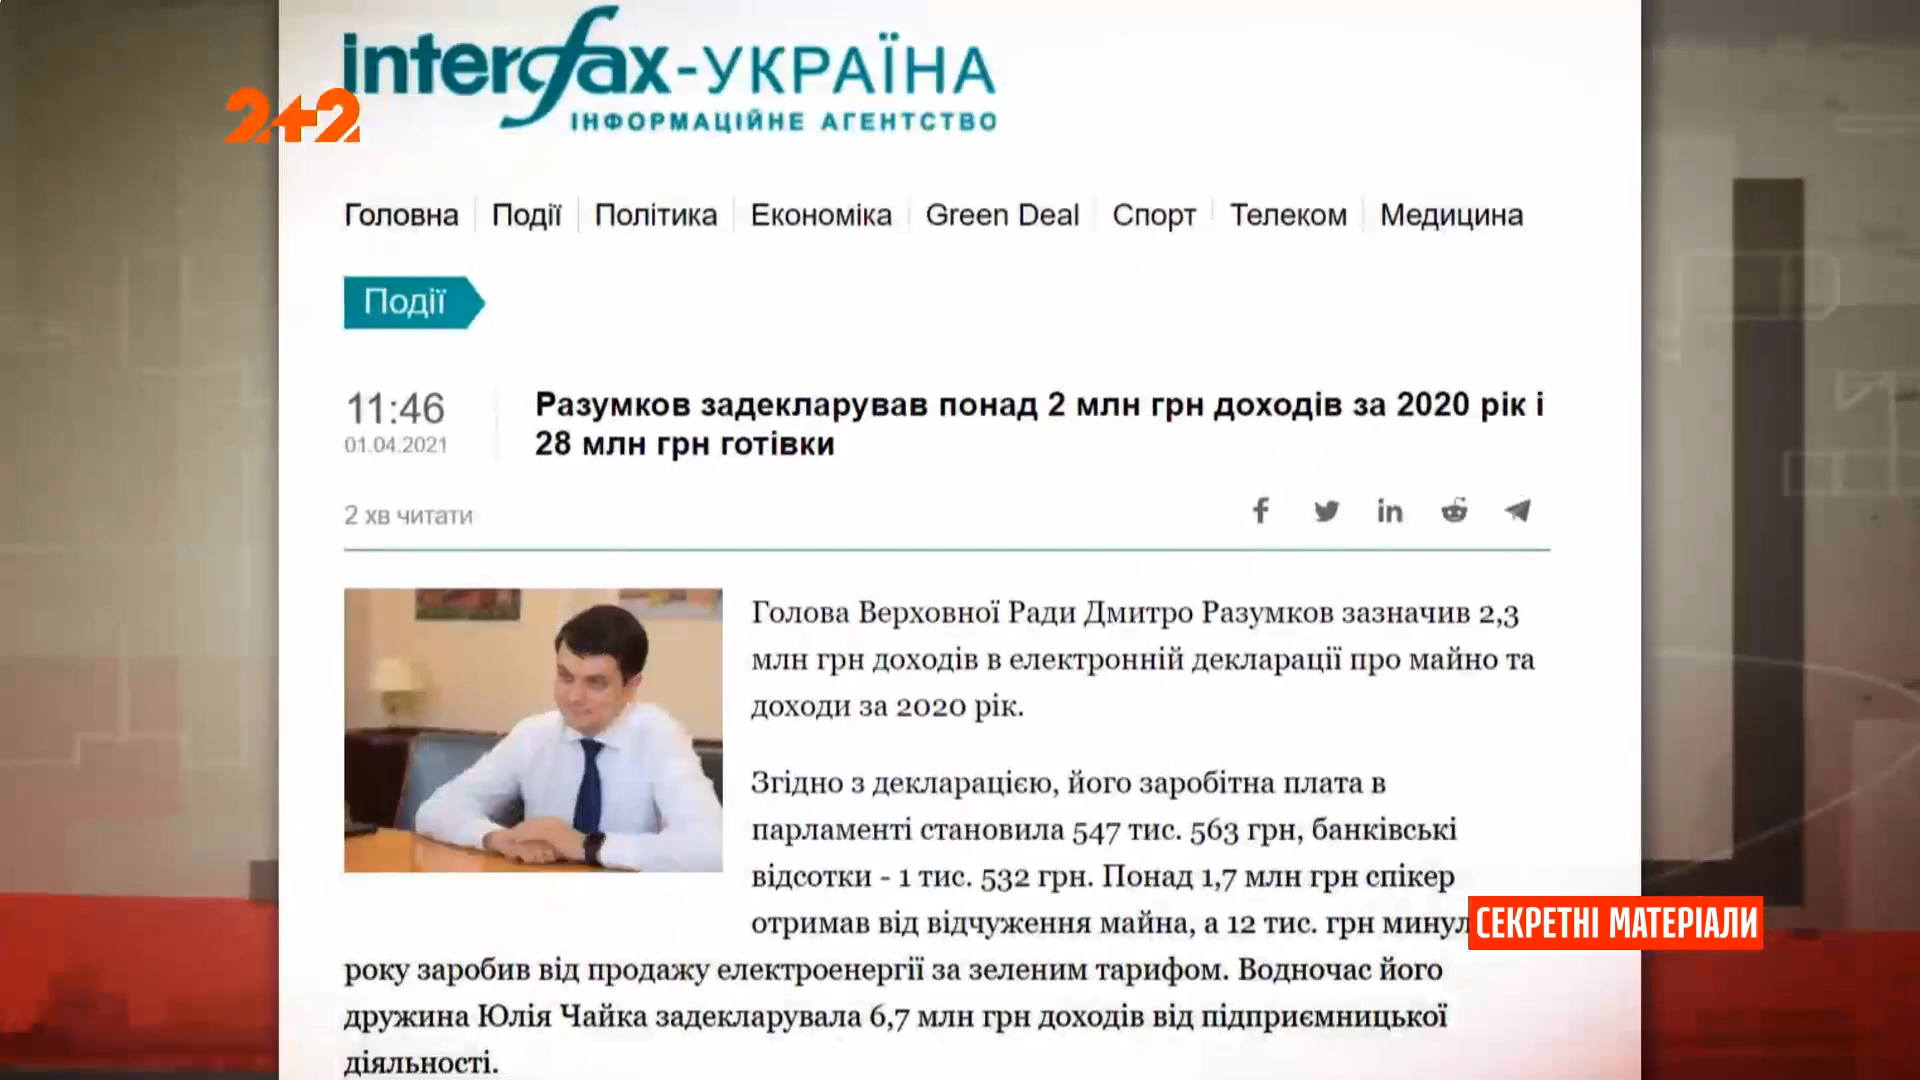 interfax-УКРАЇНА
ІНФОРМАЦІЙНЕ АГЕНТСТВО
2+2
Головна Події Політика Економіка Green Deal Спорт Телеком Медицина
Події
11:46
01.04.2021
Разумков задекларував понад 2 млн грн доходів за 2020 рік і
28 млн грн готівки
2 хв читати
Голова Верховної Ради Дмитро Разумков зазначив 2,3
млн грн доходів в електронній декларації про майно та
доходи за 2020 рік.
Згідно з декларацією, його заробітна плата в
парламенті становила 547 тис. 563 грн, банківські
відсотки - 1 тис. 532 грн. Понад 1,7 млн грн спікер
отримав від відчуження майна, а 12 тис. грн
СЕКРЕТНІ МАТЕРІАЛИ
року заробив від продажу електроенергії за зеленим тарифом. Водночас його
дружина Юлія Чайка задекларувала 6,7 млн грн доходів від підприємницької
діяльності.